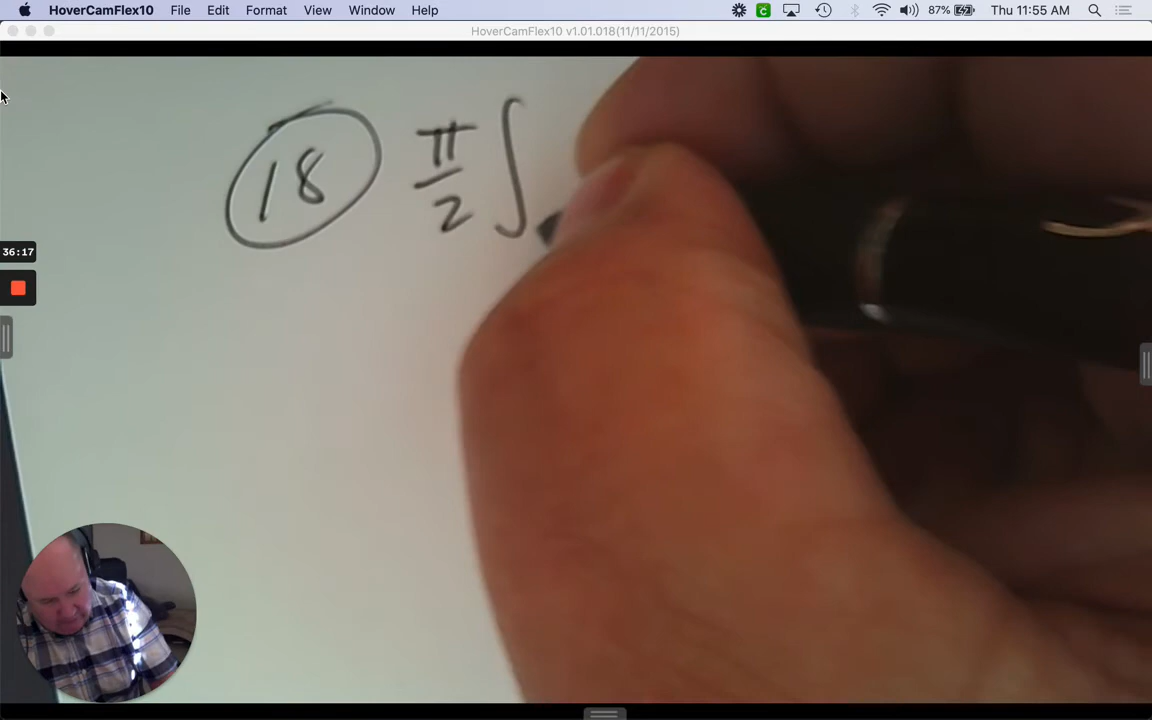 HoverCamFlex10 File Edit Format View Window Help 87% Thu 11:55 AM
HoverCamFlex10 v1.01.018(11/11/2015)
18 π/2 ∫
36:17